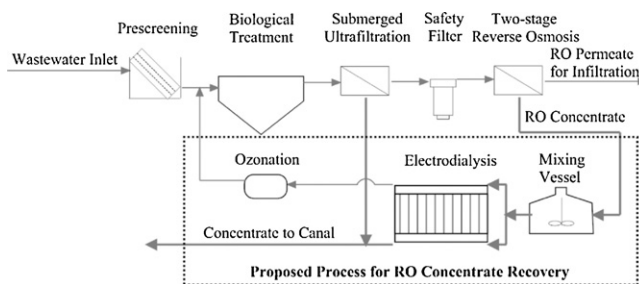 Prescreening
Biological
Treatment
Submerged
Ultrafiltration
Safety
Filter
Two-stage
Reverse Osmosis
Wastewater Inlet
RO Permeate
for Infiltration
RO Concentrate
Ozonation
Electrodialysis
Mixing
Vessel
Concentrate to Canal
Proposed Process for RO Concentrate Recovery